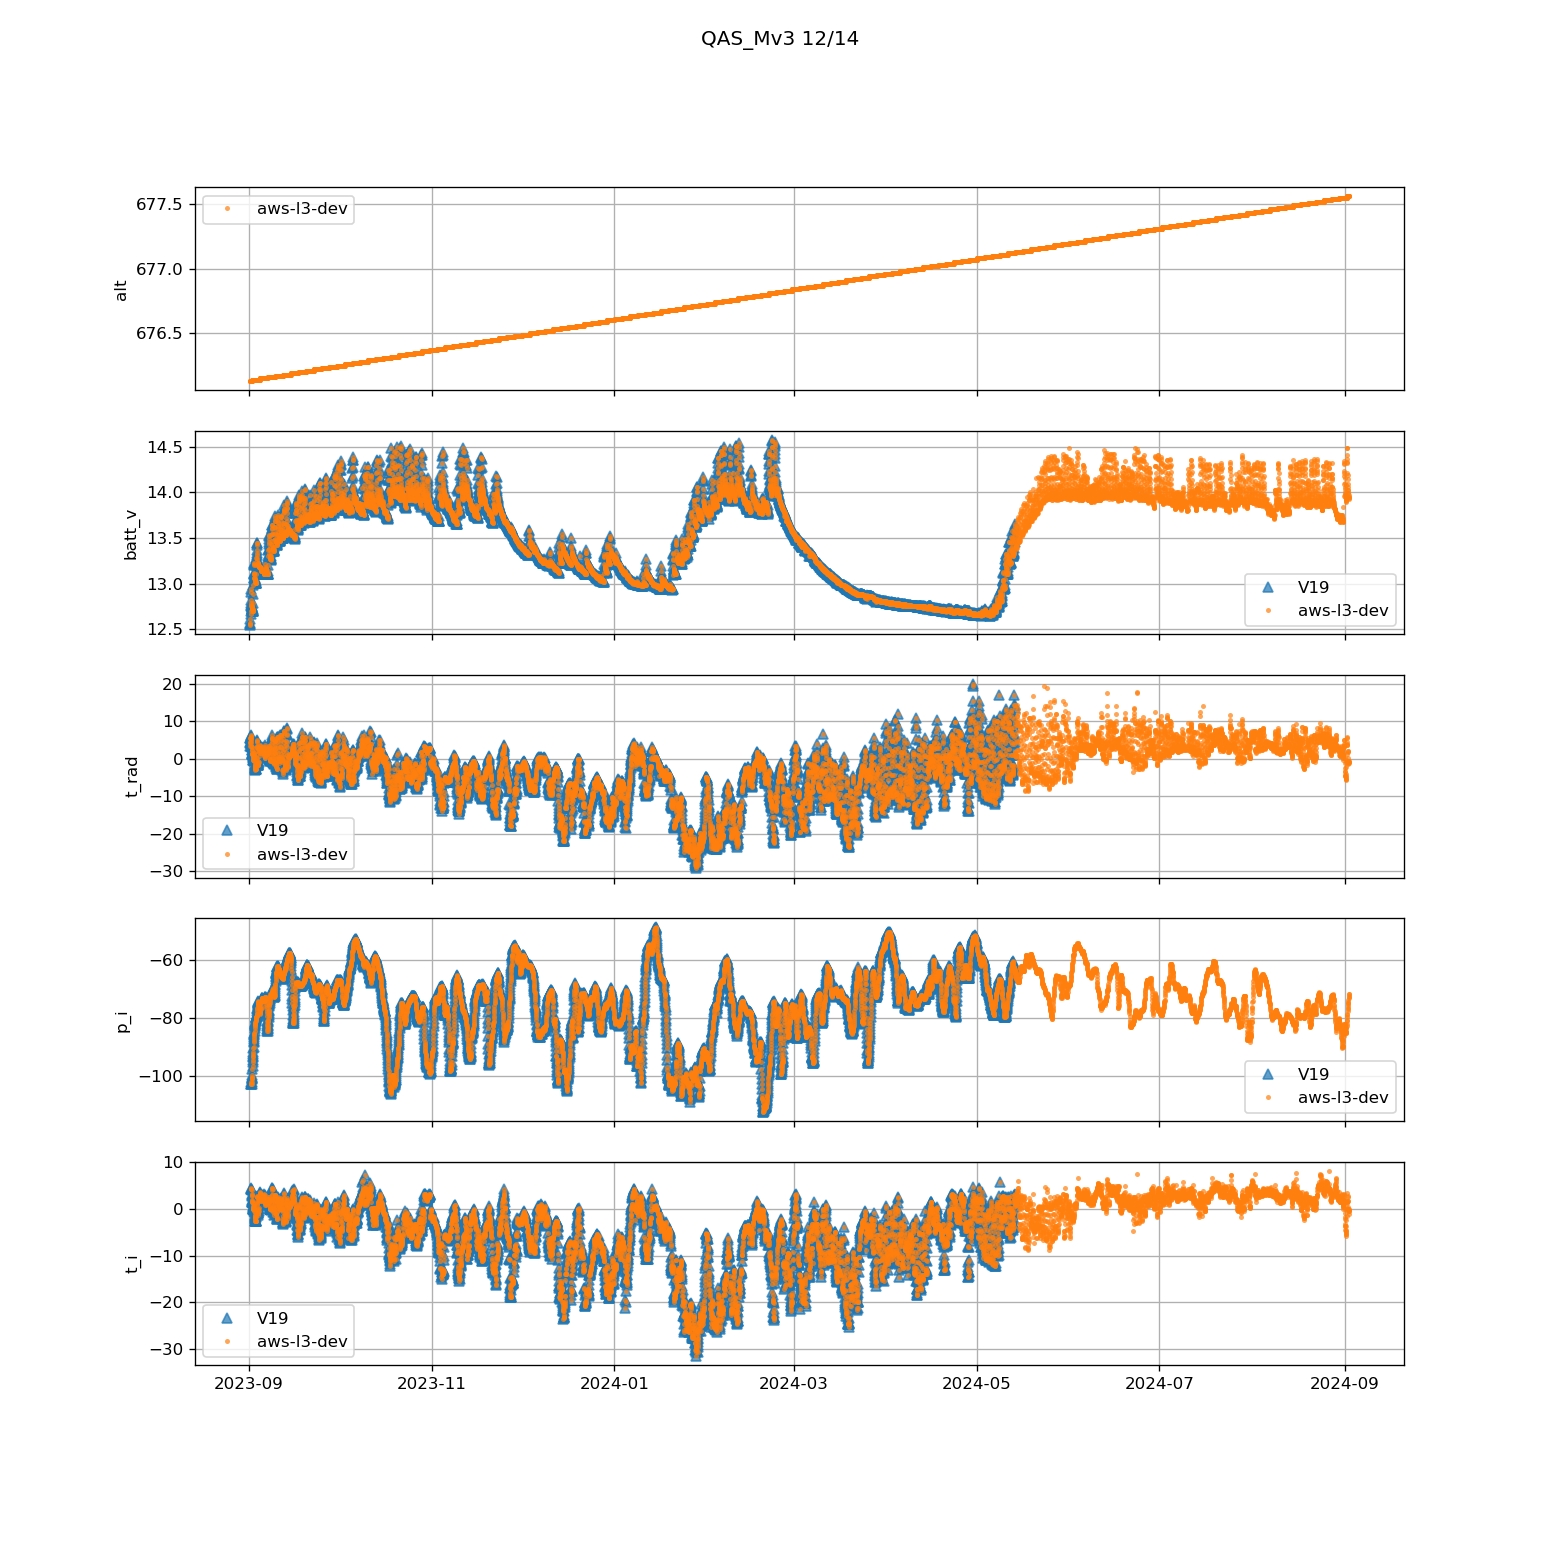 QAS_Mv3 12/14
677.5
677.0
676.5
alt
aws-l3-dev
14.5
14.0
13.5
13.0
12.5
batt_v
V19
aws-l3-dev
20
10
0
−10
−20
−30
t_rad
V19
aws-l3-dev
−60
−80
−100
p_i
V19
aws-l3-dev
10
0
−10
−20
−30
t_i
V19
aws-l3-dev
2023-09
2023-11
2024-01
2024-03
2024-05
2024-07
2024-09